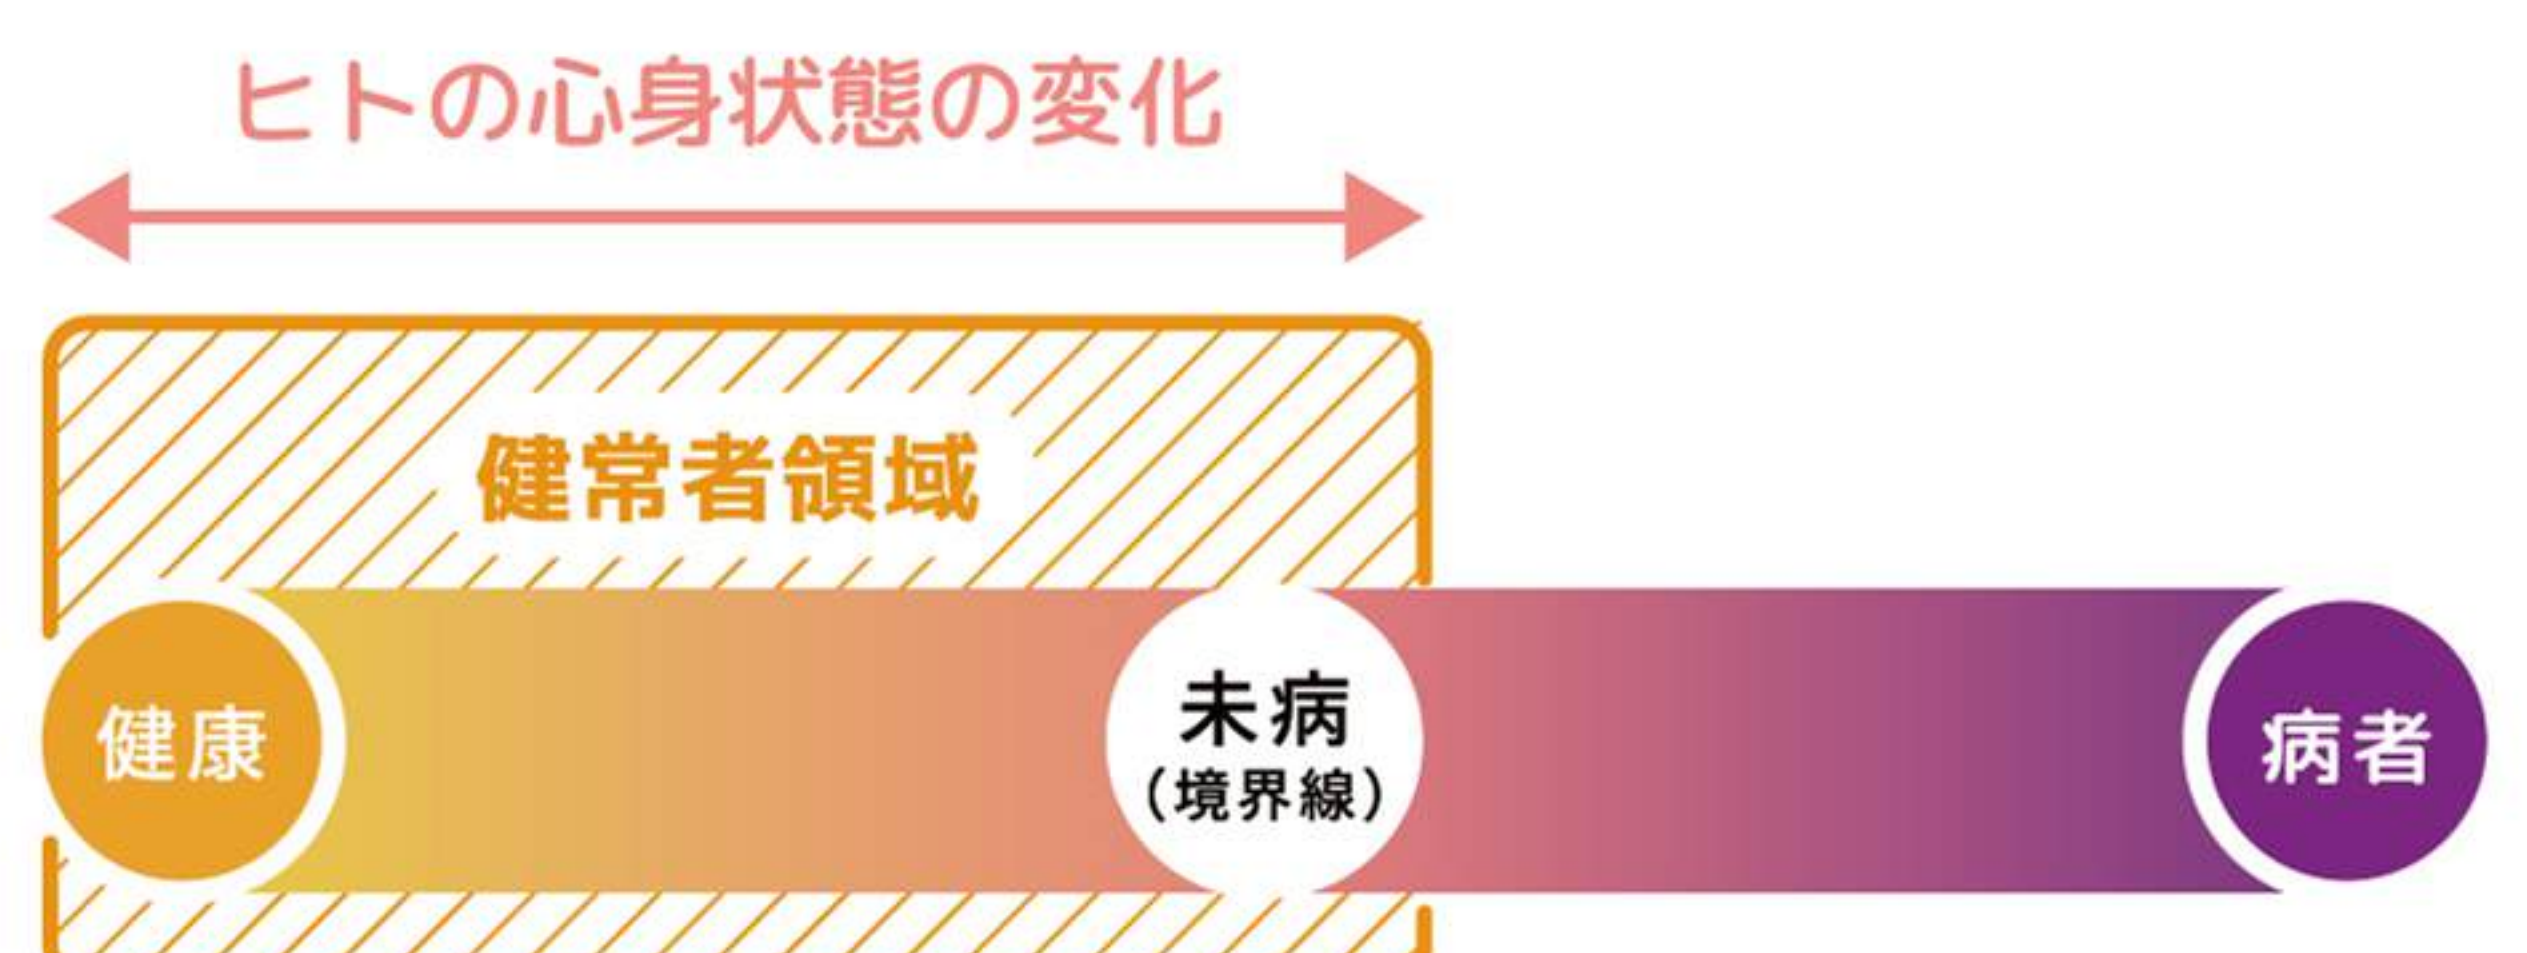 ヒトの心身状態の変化
健常者領域
健康
未病
（境界線）
病者